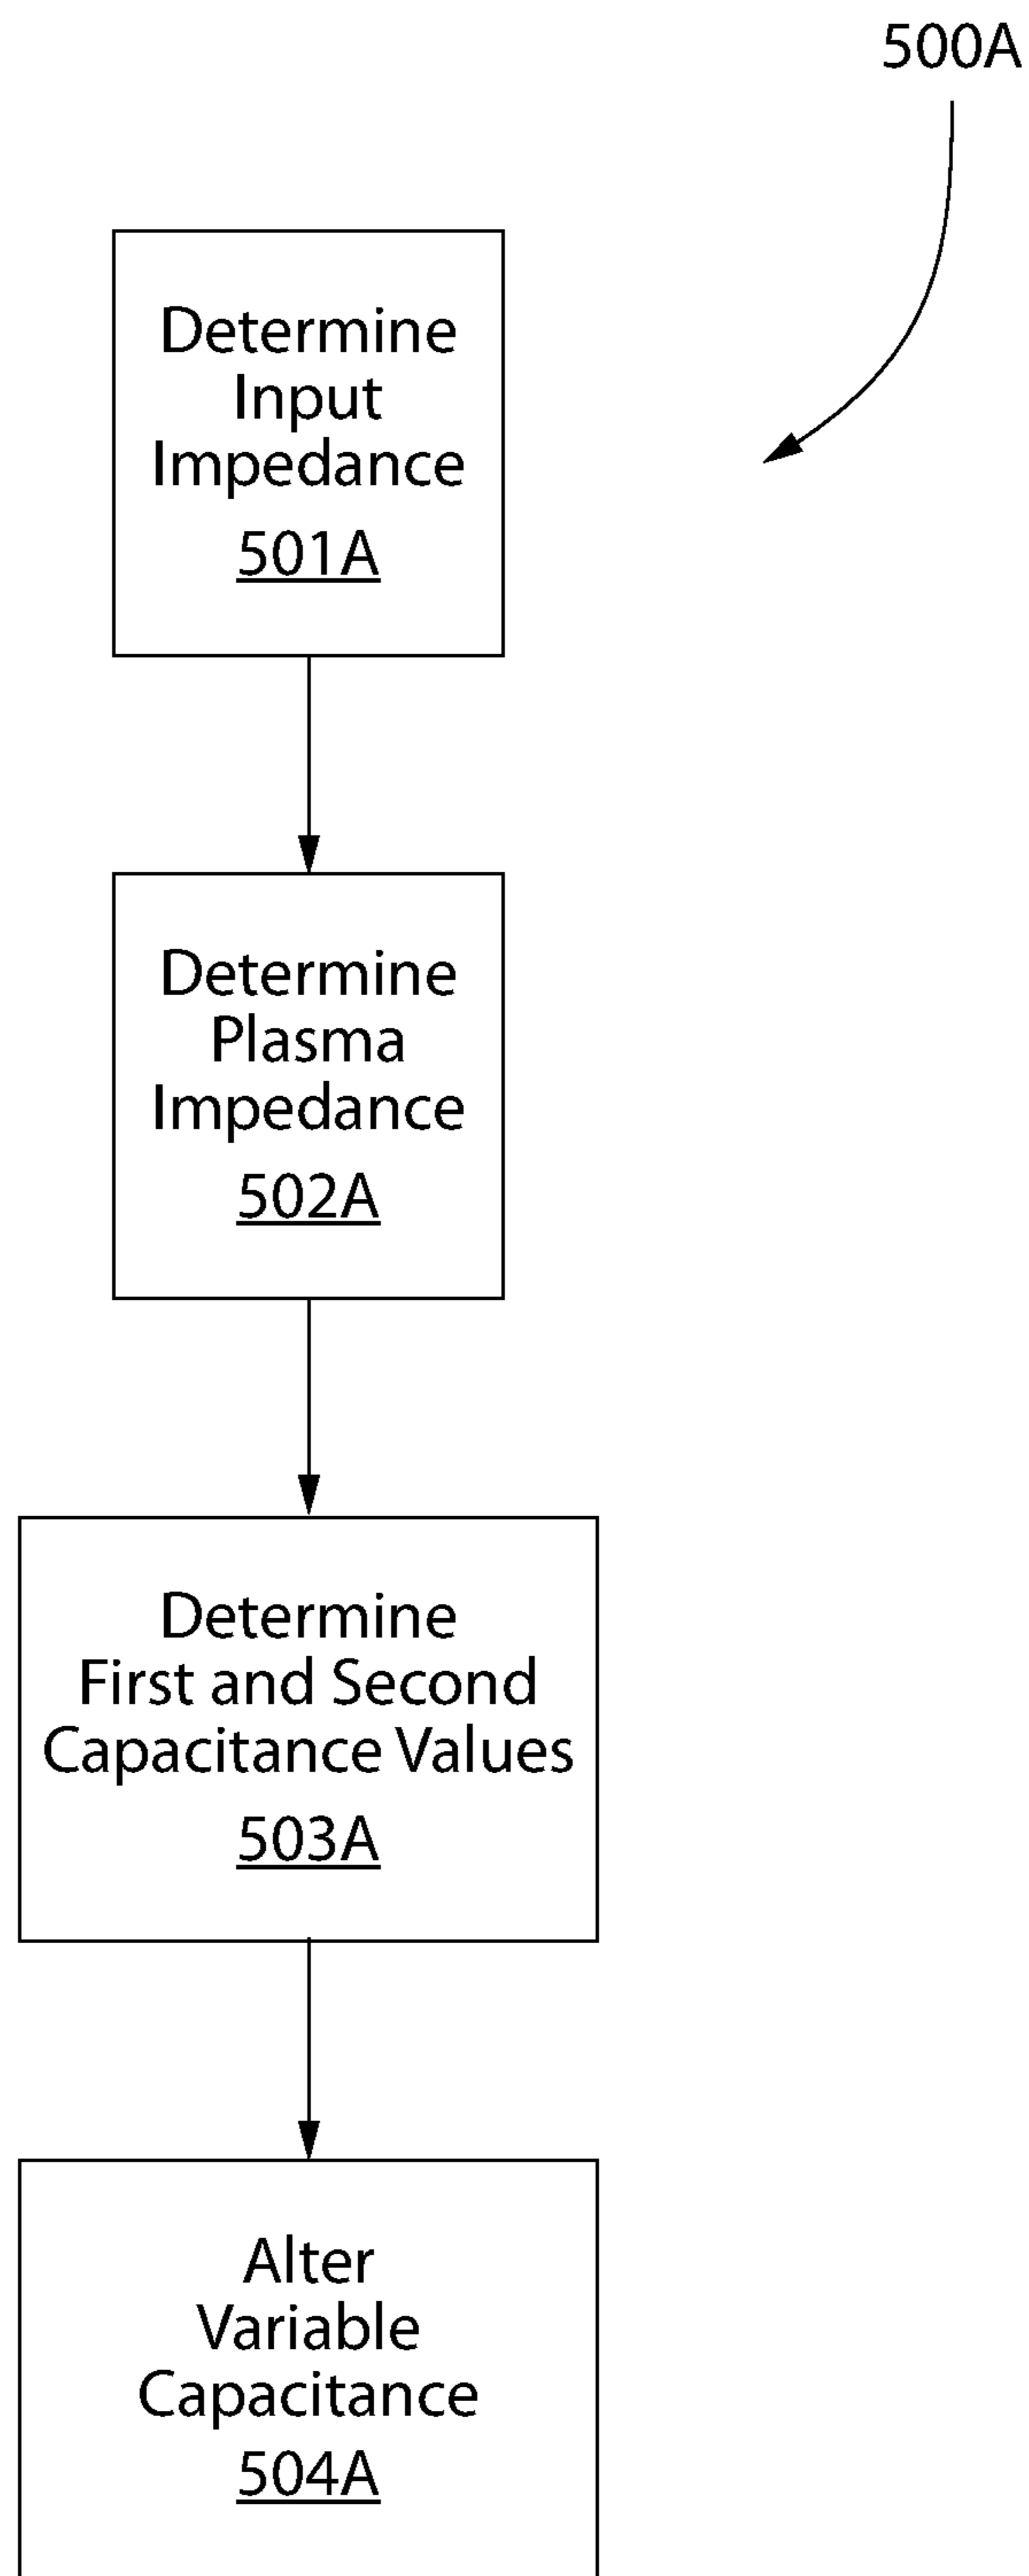 500A
Determine
Input
Impedance
501A
Determine
Plasma
Impedance
502A
Determine
First and Second
Capacitance Values
503A
Alter
Variable
Capacitance
504A